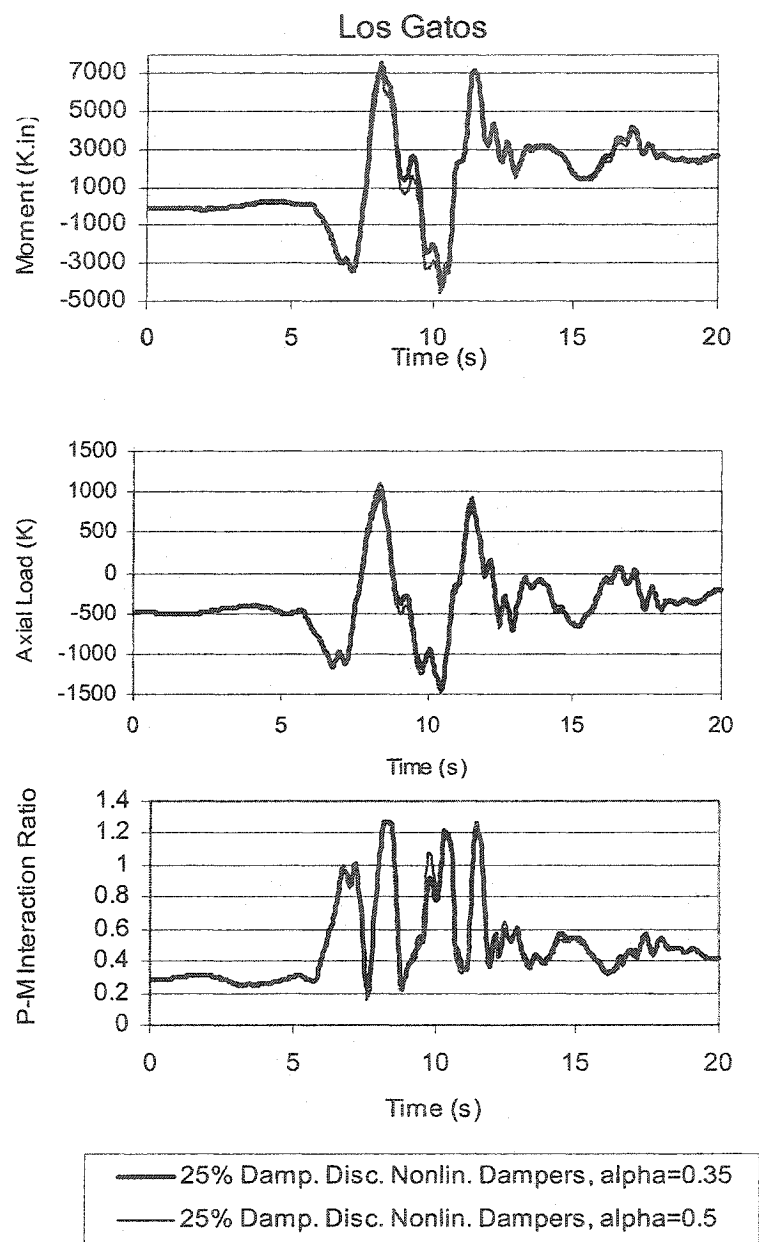 Los Gatos
Moment (K.in)
7000
5000
3000
1000
-1000
-3000
-5000
0 5 10 15 20
Time (s)
Axial Load (K)
1500
1000
500
0
-500
-1000
-1500
0 5 10 15 20
Time (s)
P-M Interaction Ratio
1.4
1.2
1
0.8
0.6
0.4
0.2
0
0 5 10 15 20
Time (s)
25% Damp. Disc. Nonlin. Dampers, alpha=0.35
25% Damp. Disc. Nonlin. Dampers, alpha=0.5